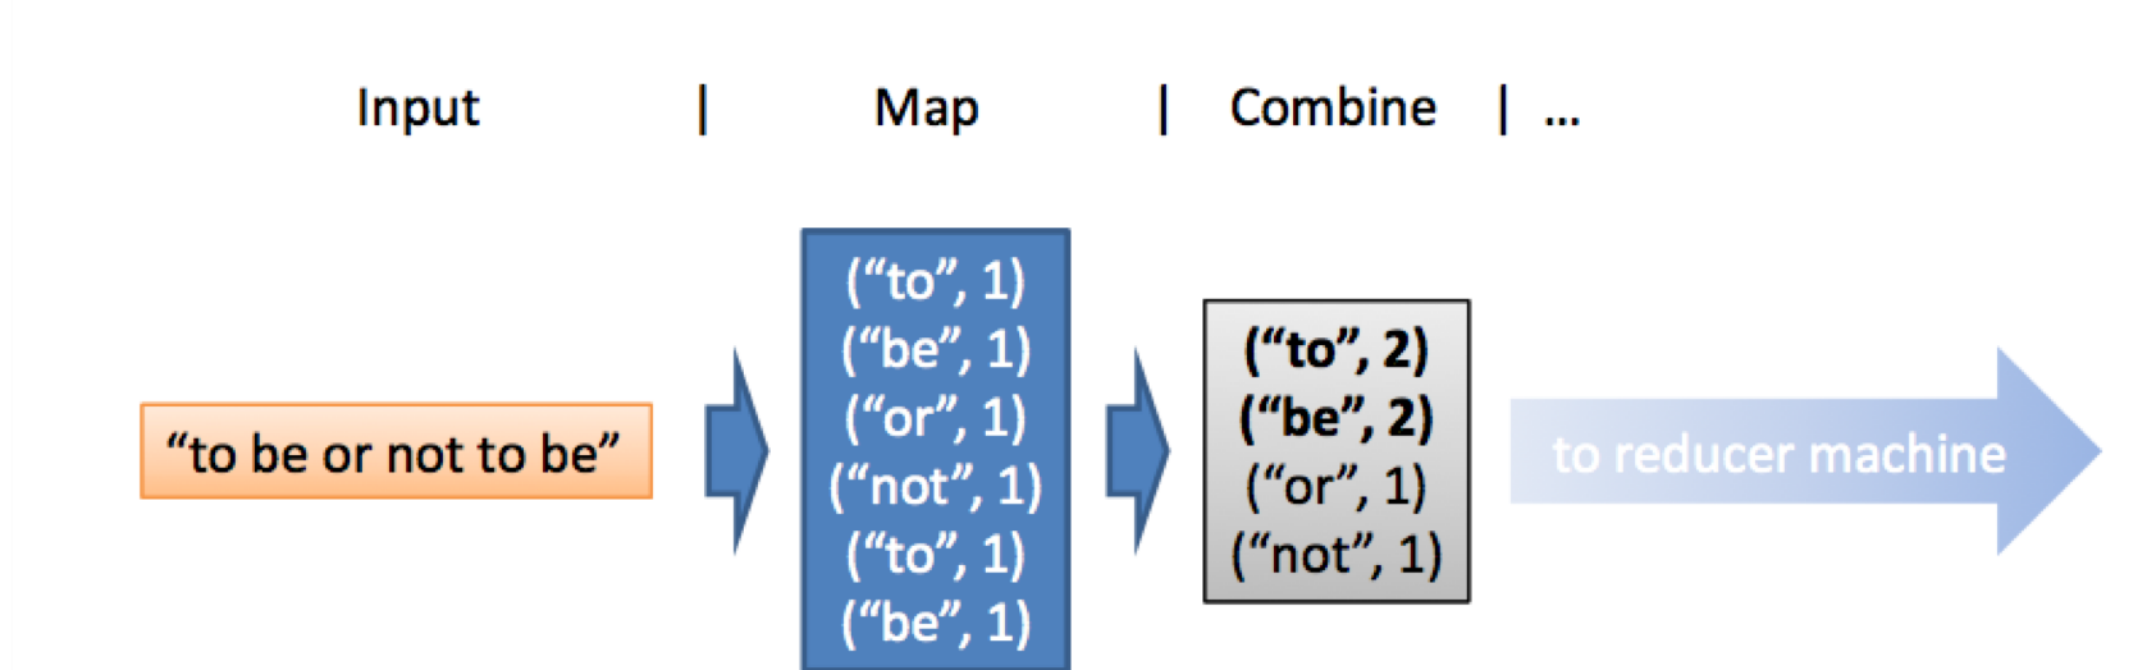 Input | Map | Combine | ...
“to be or not to be”
(“to”, 1)
(“be”, 1)
(“or”, 1)
(“not”, 1)
(“to”, 1)
(“be”, 1)
(“to”, 2)
(“be”, 2)
(“or”, 1)
(“not”, 1)
to reducer machine